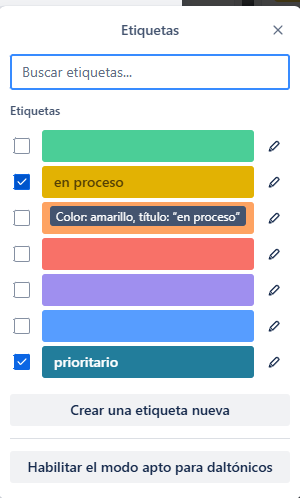 Etiquetas
Buscar etiquetas...
Etiquetas
en proceso
Color: amarillo, título: "en proceso"
prioritario
Crear una etiqueta nueva
Habilitar el modo apto para daltónicos